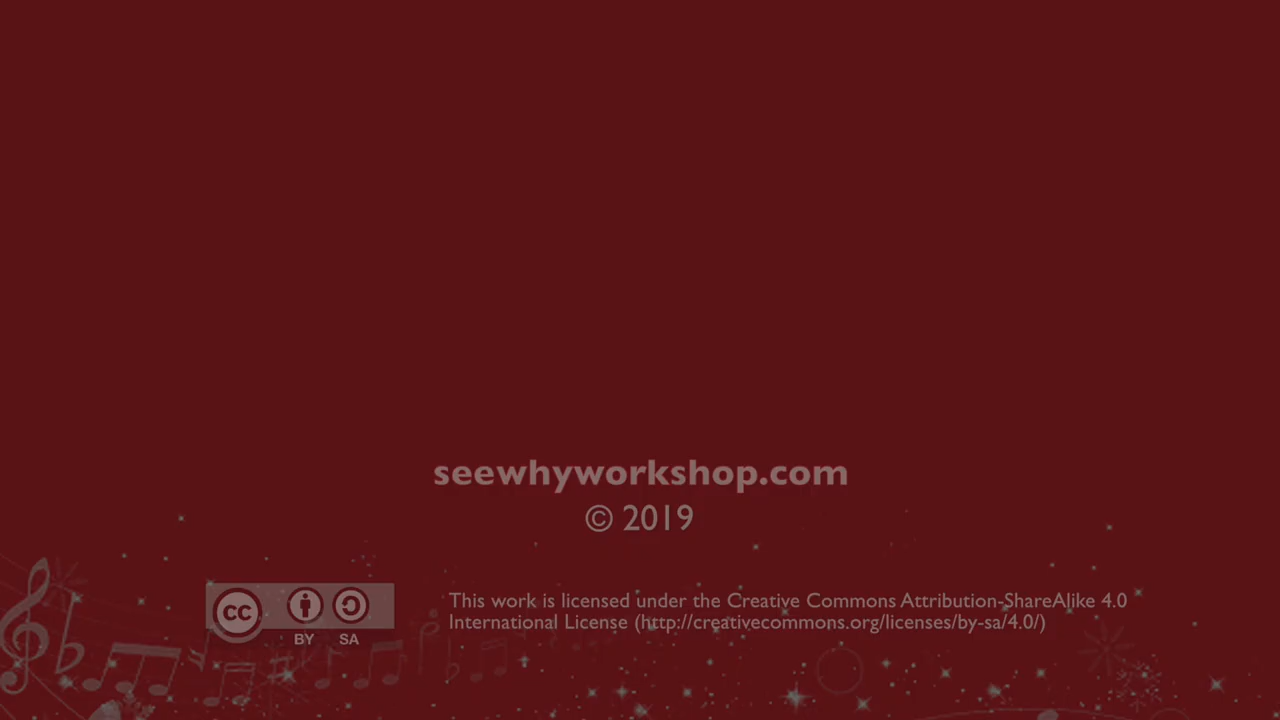 seewhyworkshop.com
© 2019
cc
BY SA
This work is licensed under the Creative Commons Attribution-ShareAlike 4.0
International License (http://creativecommons.org/licenses/by-sa/4.0/)